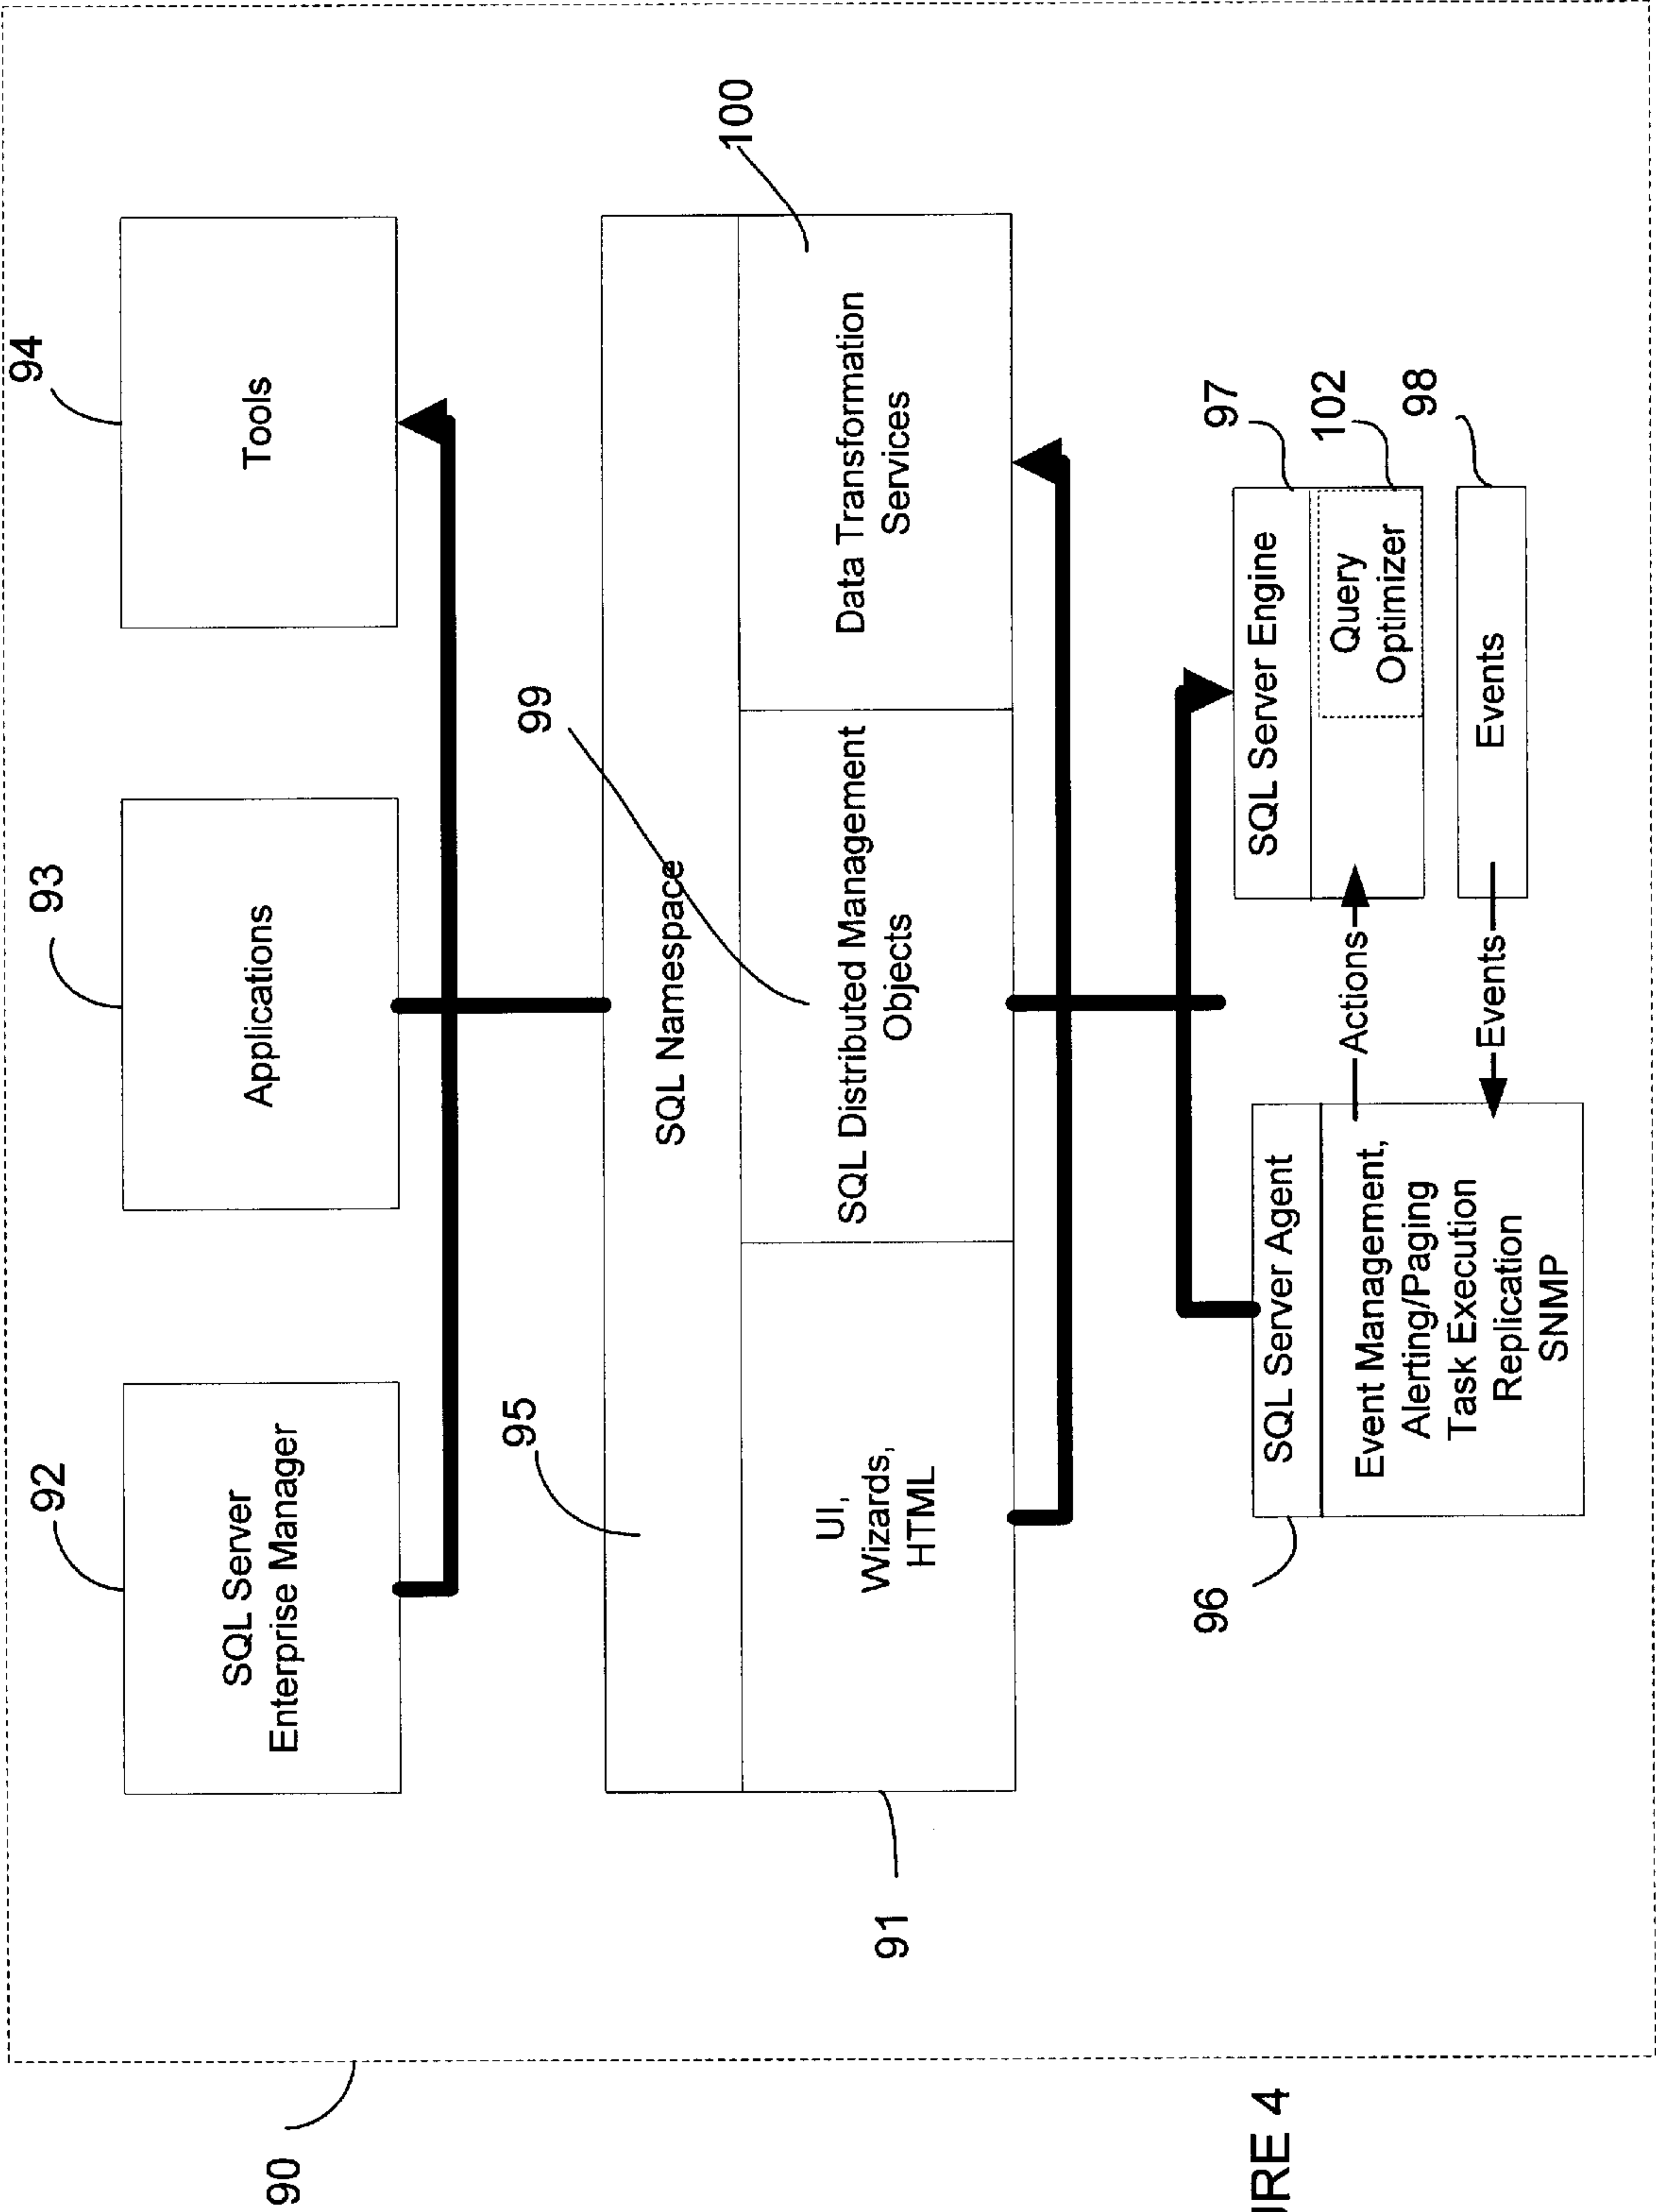 92
93
94
SQL Server
Enterprise Manager
Applications
Tools
95
99
100
SQL Namespace
UI,
Wizards,
HTML
SQL Distributed Management
Objects
Data Transformation
Services
91
96
97
102
98
SQL Server Agent
Event Management,
Alerting/Paging
Task Execution
Replication
SNMP
Actions
Events
SQL Server Engine
Query
Optimizer
Events
90
URE 4